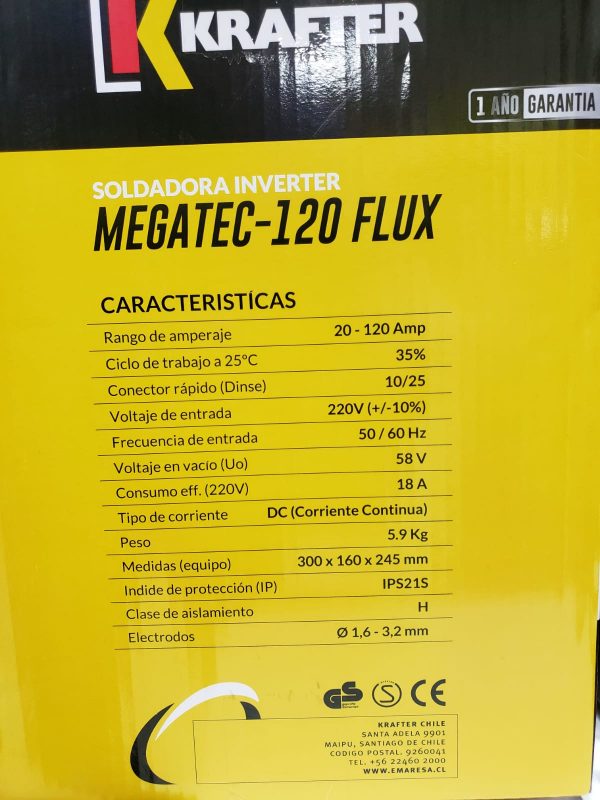 KRAFTER
1 AÑO GARANTIA
SOLDADORA INVERTER
MEGATEC-120 FLUX
CARACTERISTÍCAS
Rango de amperaje 20 - 120 Amp
Ciclo de trabajo a 25°C 35%
Conector rápido (Dinse) 10/25
Voltaje de entrada 220V (+/-10%)
Frecuencia de entrada 50 / 60 Hz
Voltaje en vacío (Uo) 58 V
Consumo eff. (220V) 18 A
Tipo de corriente DC (Corriente Continua)
Peso 5.9 Kg
Medidas (equipo) 300 x 160 x 245 mm
Indide de protección (IP) IPS21S
Clase de aislamiento H
Electrodos Ø 1,6 - 3,2 mm
GS S CE
KRAFTER CHILE
SANTA ADELA 9901
MAIPU, SANTIAGO DE CHILE
CODIGO POSTAL. 9260041
TEL. +56 22460 2000
WWW.EMARESA.CL